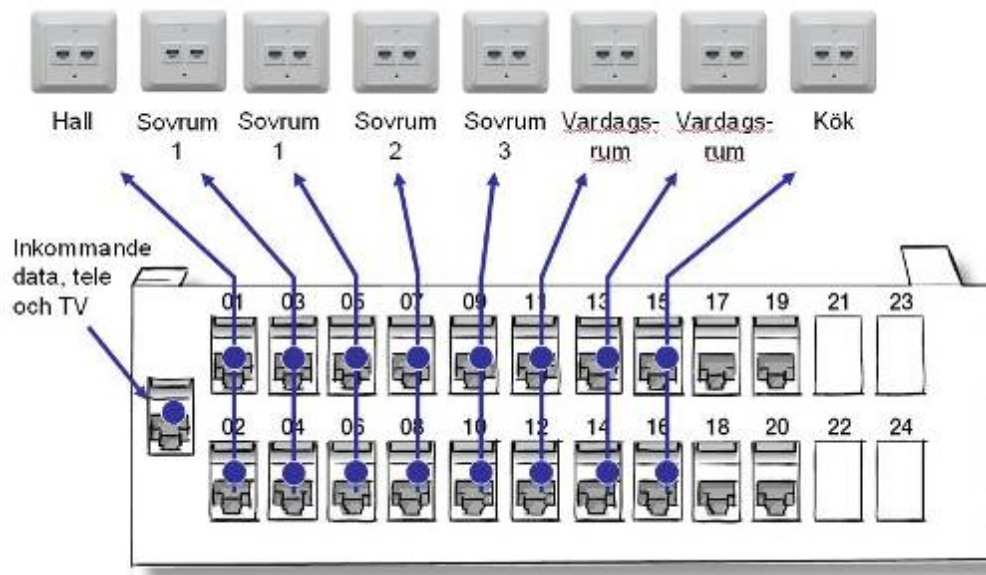 Hall
Sovrum
1
Sovrum
1
Sovrum
2
Sovrum
3
Vardags-
rum
Vardags-
rum
Kök
Inkommande
data, tele
och TV
01 03 05 07 09 11 13 15 17 19 21 23
02 04 06 08 10 12 14 16 18 20 22 24